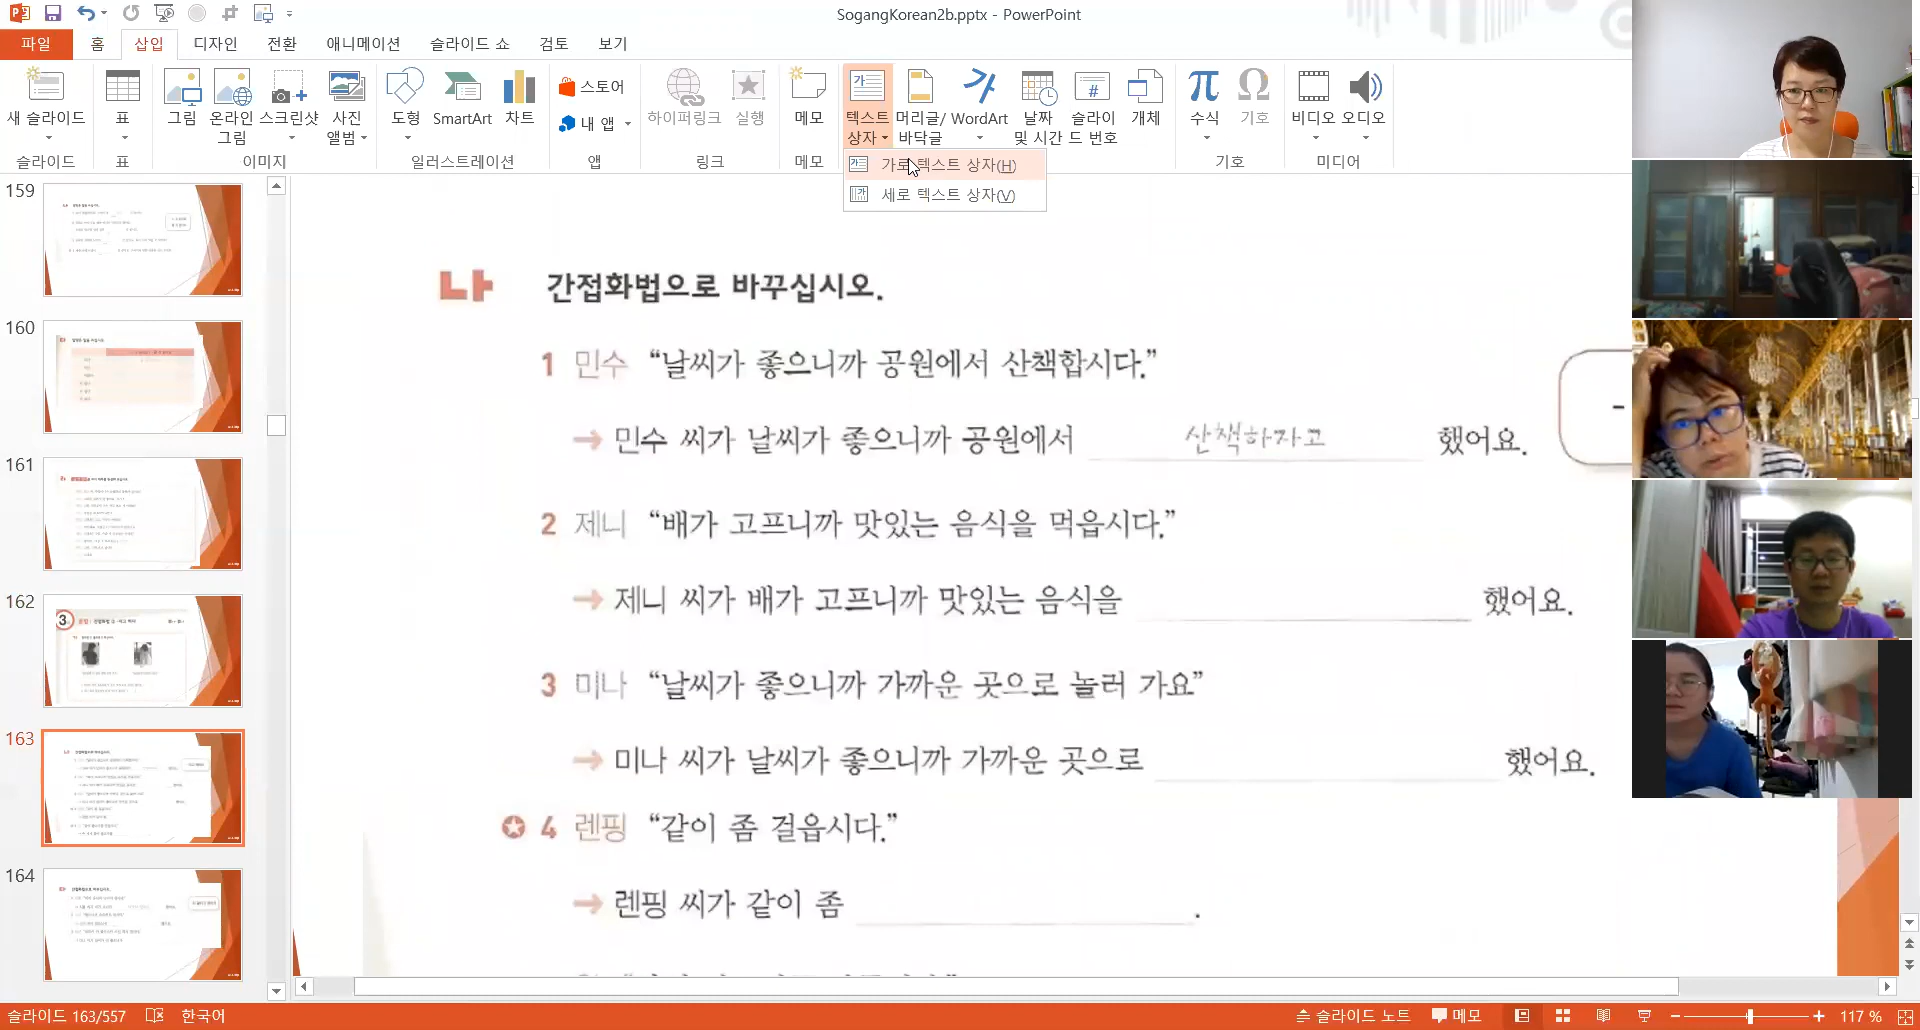 SogangKorean2b.pptx - PowerPoint
파일 홈 삽입 디자인 전환 애니메이션 슬라이드 쇼 검토 보기
새 슬라이드
표
그림
온라인 그림
스크린샷
사진 앨범
도형
SmartArt
차트
스토어
내 앱
하이퍼링크
실행
메모
텍스트 상자
머리글/바닥글
WordArt
날짜 및 시간
슬라이드 번호
개체
수식
기호
비디오
오디오
슬라이드 표 이미지 일러스트레이션 앱 링크 메모 기호 미디어
가로 텍스트 상자(H)
세로 텍스트 상자(V)
159
160
161
162
163
164
나 간접화법으로 바꾸십시오.
1 민수 “날씨가 좋으니까 공원에서 산책합시다.”
→ 민수 씨가 날씨가 좋으니까 공원에서 산책하자고 했어요.
2 제니 “배가 고프니까 맛있는 음식을 먹읍시다.”
→ 제니 씨가 배가 고프니까 맛있는 음식을 했어요.
3 미나 “날씨가 좋으니까 가까운 곳으로 놀러 가요”
→ 미나 씨가 날씨가 좋으니까 가까운 곳으로 했어요.
4 렌핑 “같이 좀 걸읍시다.”
→ 렌핑 씨가 같이 좀 .
슬라이드 163/557 한국어 슬라이드 노트 메모 117 %